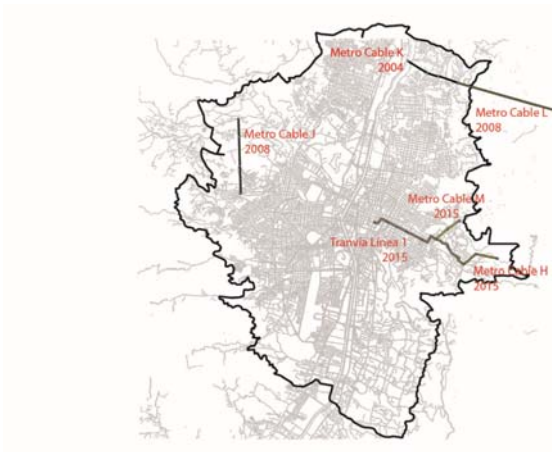 Metro Cable K
2004
Metro Cable L
2008
Metro Cable J
2008
Metro Cable M
2015
Tranvia Linea 1
2015
Metro Cable H
2015